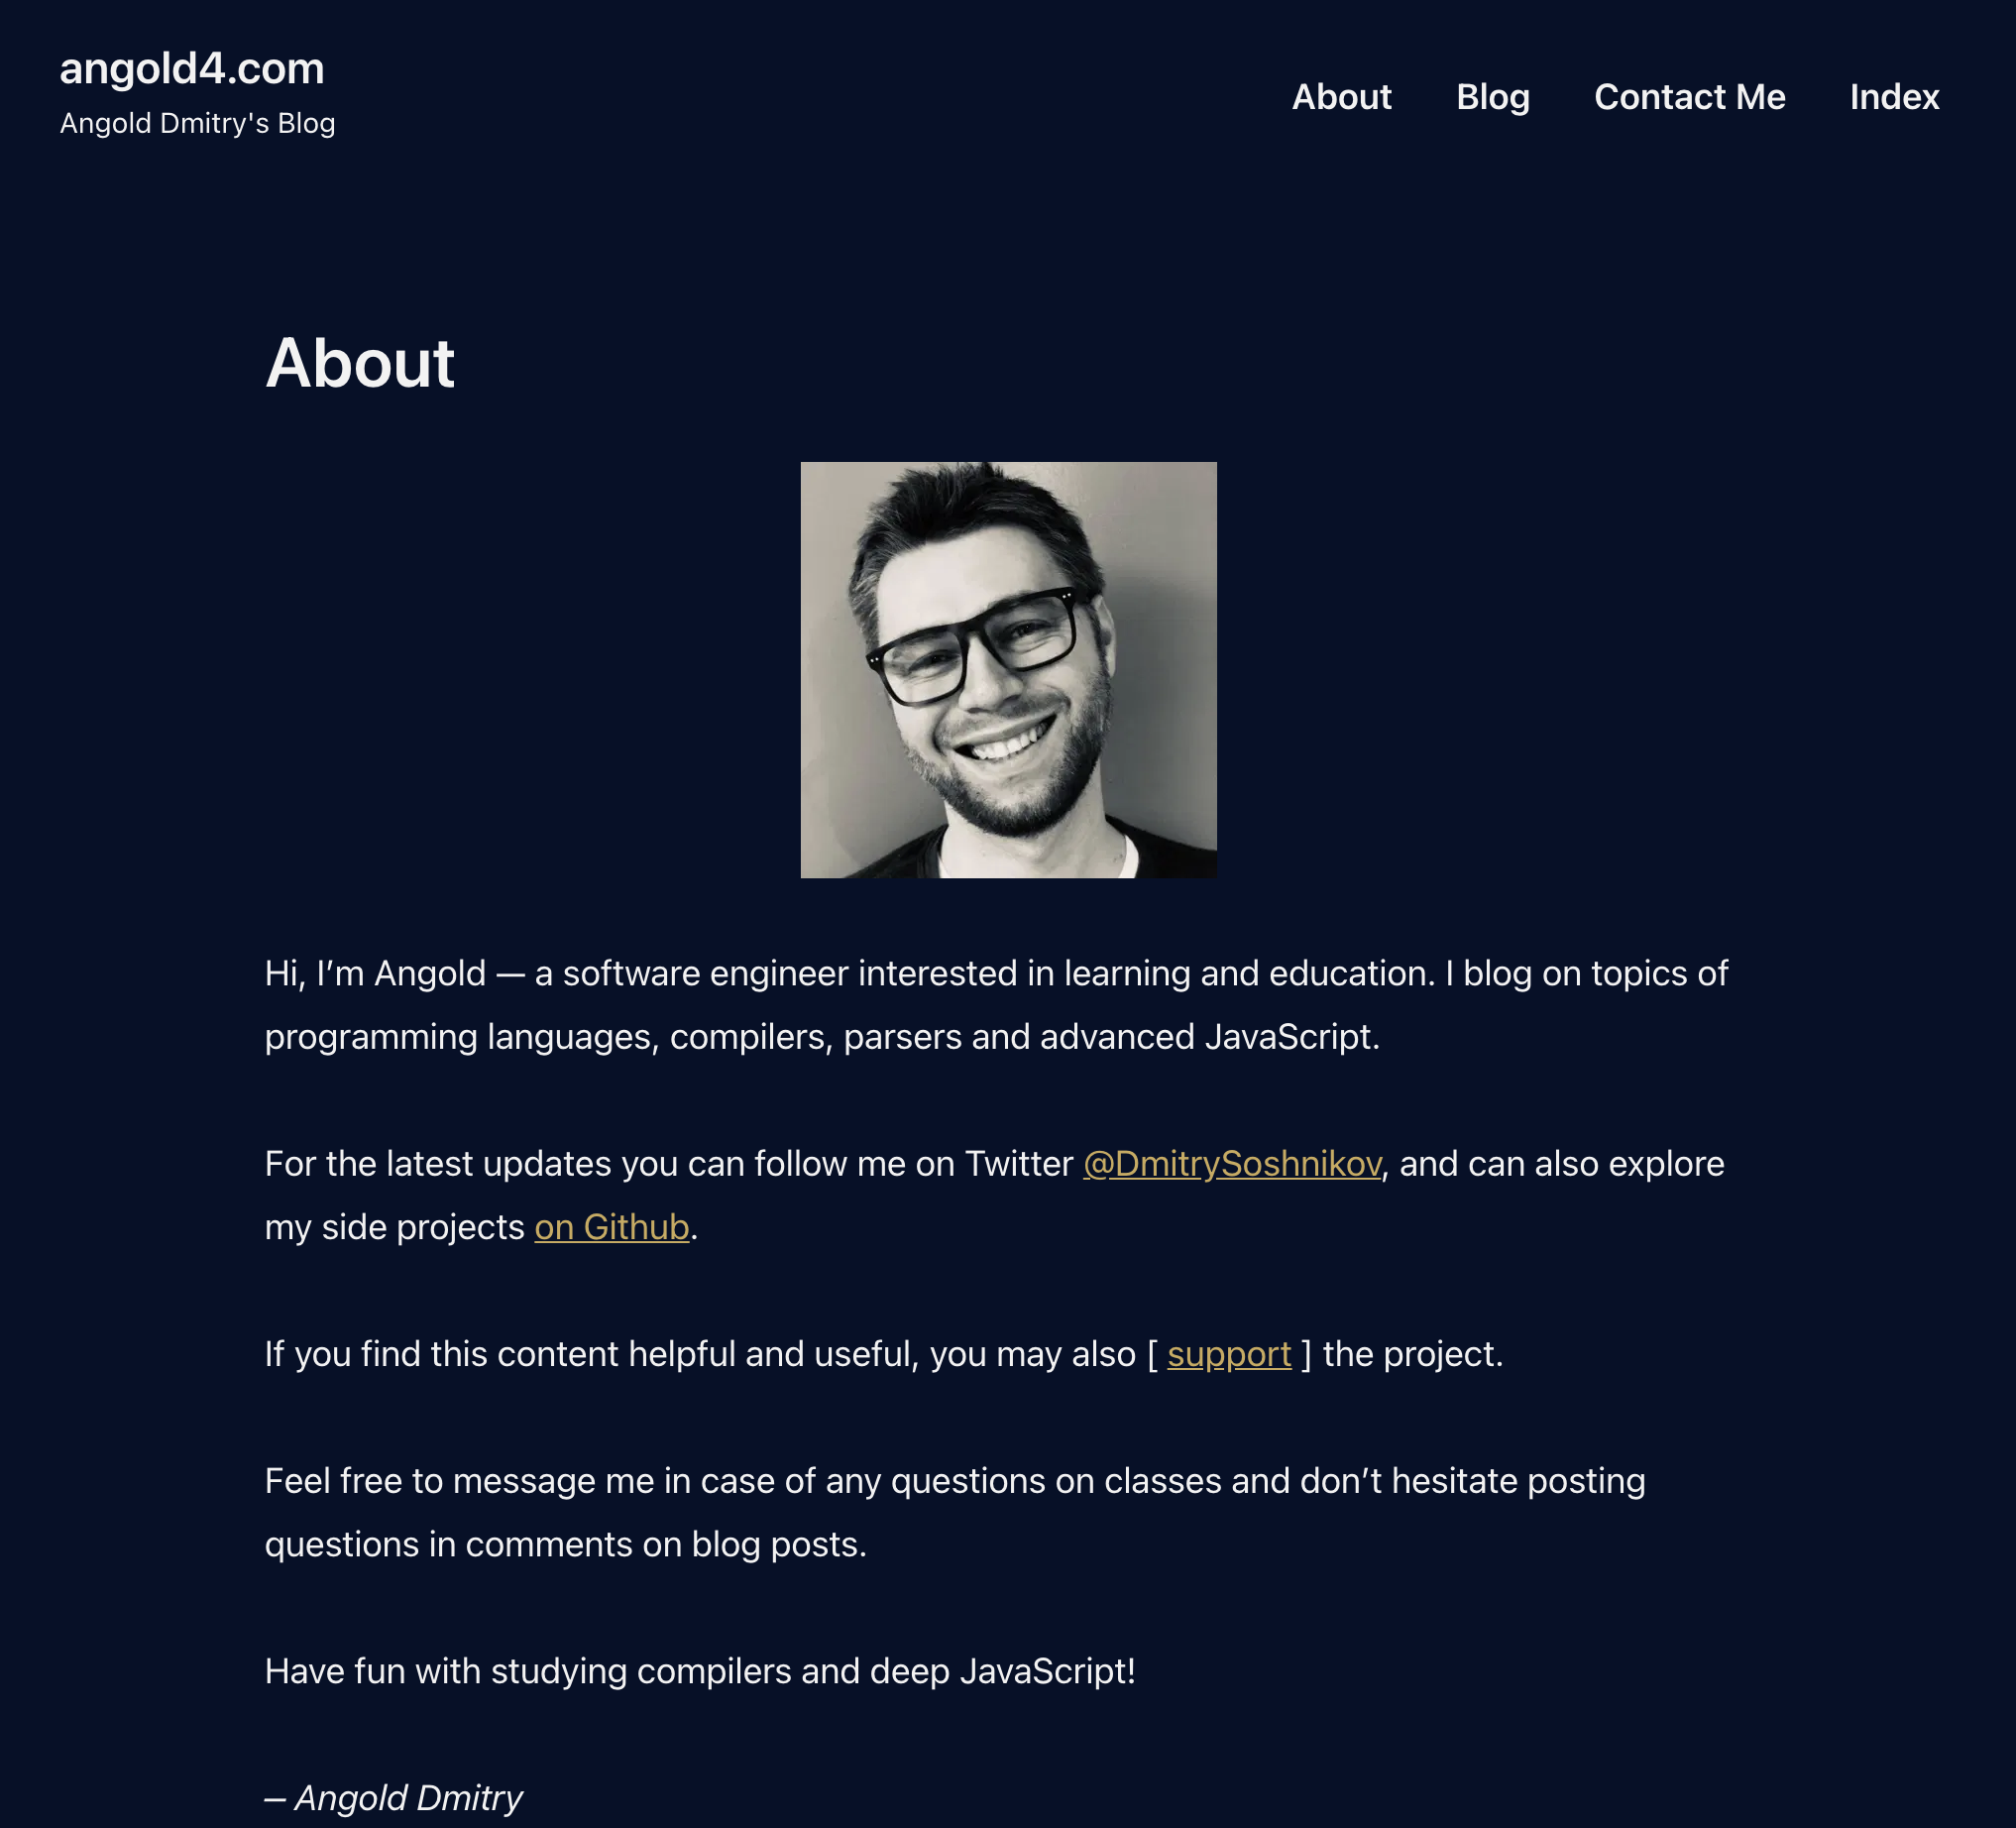 angold4.com
Angold Dmitry's Blog
About
Blog
Contact Me
Index
About
Hi, I’m Angold — a software engineer interested in learning and education. I blog on topics of
programming languages, compilers, parsers and advanced JavaScript.
For the latest updates you can follow me on Twitter @DmitrySoshnikov, and can also explore
my side projects on Github.
If you find this content helpful and useful, you may also [ support ] the project.
Feel free to message me in case of any questions on classes and don’t hesitate posting
questions in comments on blog posts.
Have fun with studying compilers and deep JavaScript!
– Angold Dmitry